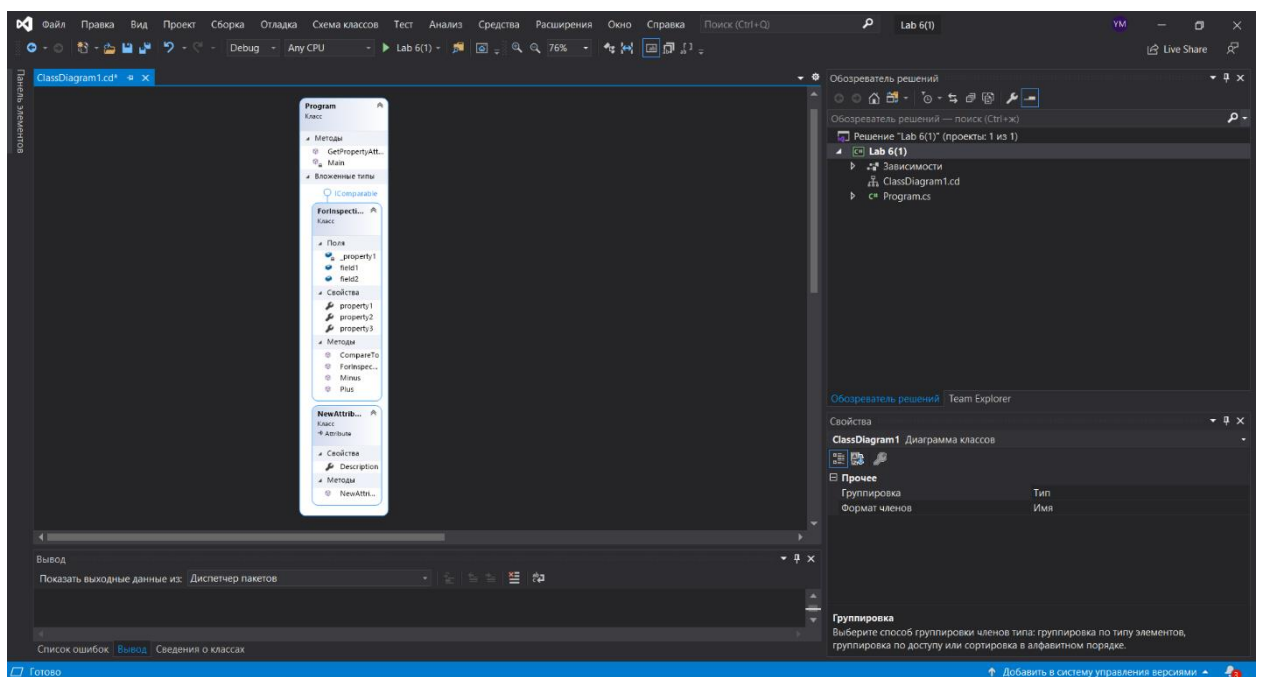 Файл Правка Вид Проект Сборка Отладка Схема классов Тест Анализ Средства Расширения Окно Справка Поиск (Ctrl+Q) Lab 6(1) YM
Debug Any CPU Lab 6(1) 76% Live Share
Панель элементов
ClassDiagram1.cd*
Program
Класс
Методы
GetPropertyAtt...
Main
Вложенные типы
IComparable
ForInspecti...
Класс
Поля
_property1
field1
field2
Свойства
property1
property2
property3
Методы
CompareTo
ForInspec...
Minus
Plus
NewAttrib...
Класс
Attribute
Свойства
Description
Методы
NewAttri...
Вывод
Показать выходные данные из: Диспетчер пакетов
Список ошибок Вывод Сведения о классах
Обозреватель решений
Обозреватель решений — поиск (Ctrl+ж)
Решение "Lab 6(1)" (проекты: 1 из 1)
Lab 6(1)
Зависимости
ClassDiagram1.cd
Program.cs
Обозреватель решений Team Explorer
Свойства
ClassDiagram1 Диаграмма классов
Прочее
Группировка Тип
Формат членов Имя
Группировка
Выберите способ группировки членов типа: группировка по типу элементов,
группировка по доступу или сортировка в алфавитном порядке.
Готово Добавить в систему управления версиями